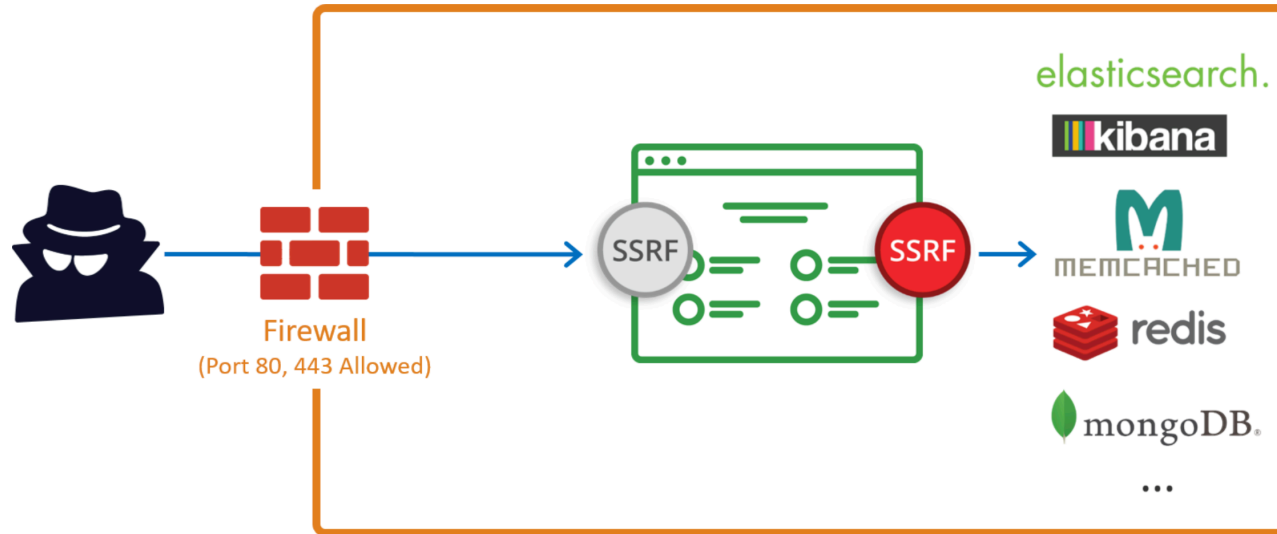 Firewall
(Port 80, 443 Allowed)
SSRF
SSRF
elasticsearch.
kibana
MEMCACHED
redis
mongoDB®
...